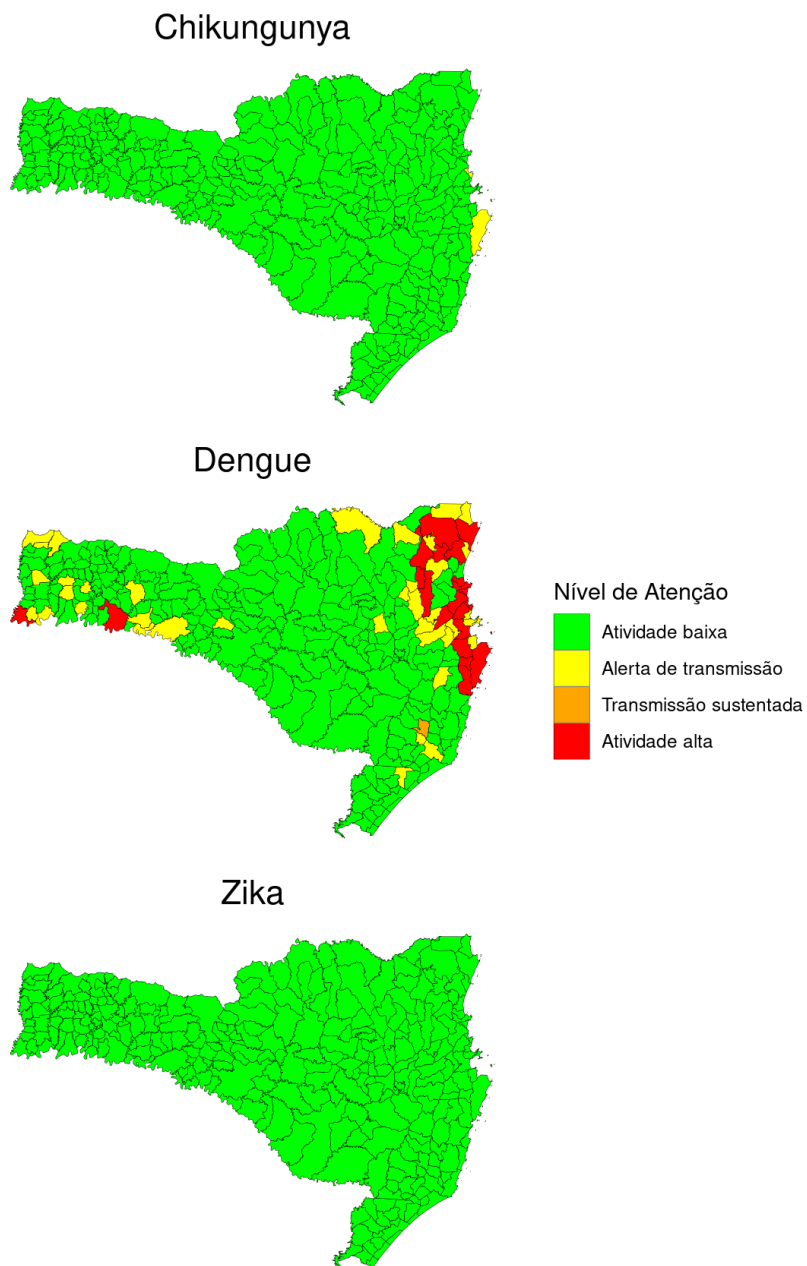 Chikungunya
Dengue
Nível de Atenção
Atividade baixa
Alerta de transmissão
Transmissão sustentada
Atividade alta
Zika